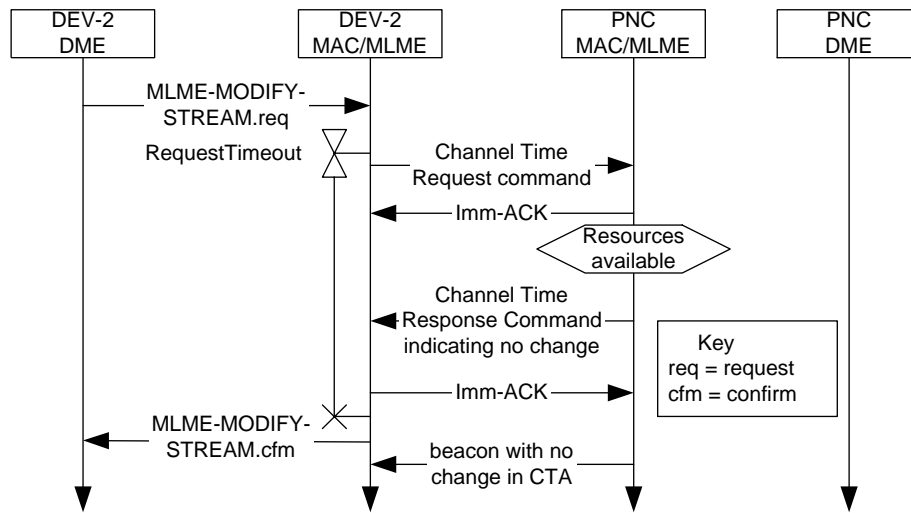 DEV-2
DME
DEV-2
MAC/MLME
PNC
MAC/MLME
PNC
DME
MLME-MODIFY-
STREAM.req
RequestTimeout
Channel Time
Request command
Imm-ACK
Resources
available
Channel Time
Response Command
indicating no change
Key
req = request
cfm = confirm
Imm-ACK
MLME-MODIFY-
STREAM.cfm
beacon with no
change in CTA